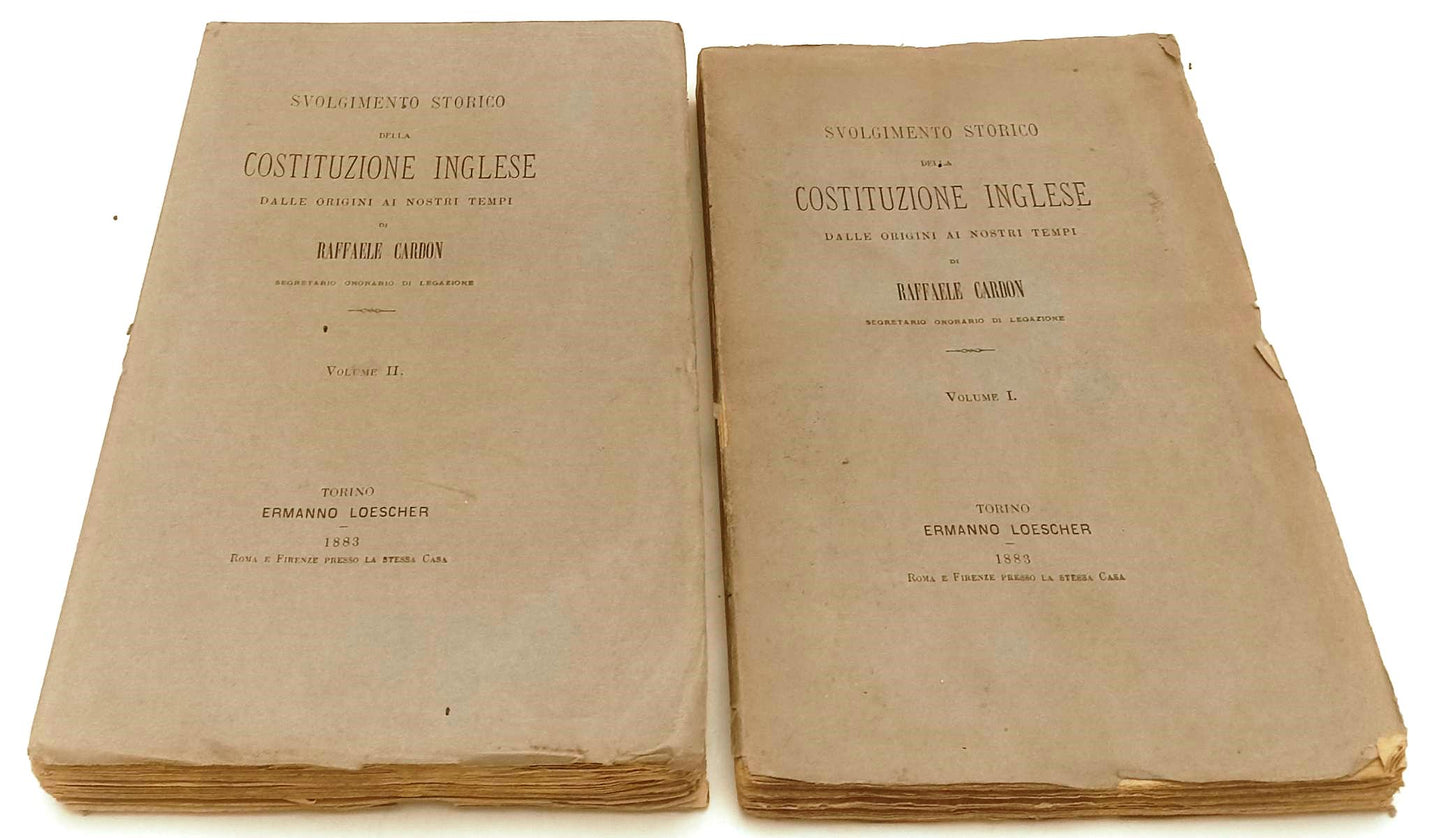 SVOLGIMENTO STORICO
DELLA
COSTITUZIONE INGLESE
DALLE ORIGINI AI NOSTRI TEMPI
DI
RAFFAELE CARDON
SEGRETARIO ONORARIO DI LEGAZIONE
VOLUME II.
TORINO
ERMANNO LOESCHER
1883
ROMA E FIRENZE PRESSO LA STESSA CASA
SVOLGIMENTO STORICO
DELLA
COSTITUZIONE INGLESE
DALLE ORIGINI AI NOSTRI TEMPI
DI
RAFFAELE CARDON
SEGRETARIO ONORARIO DI LEGAZIONE
VOLUME I.
TORINO
ERMANNO LOESCHER
1883
ROMA E FIRENZE PRESSO LA STESSA CASA